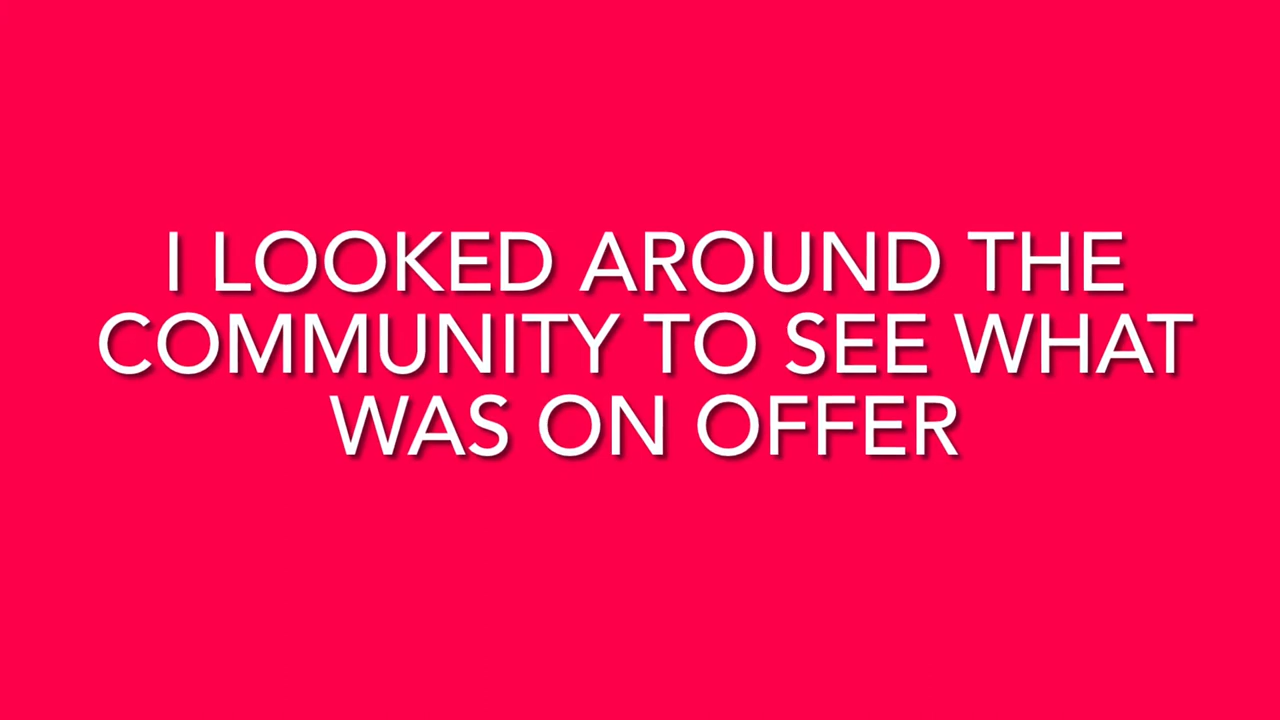 I LOOKED AROUND THE
COMMUNITY TO SEE WHAT
WAS ON OFFER